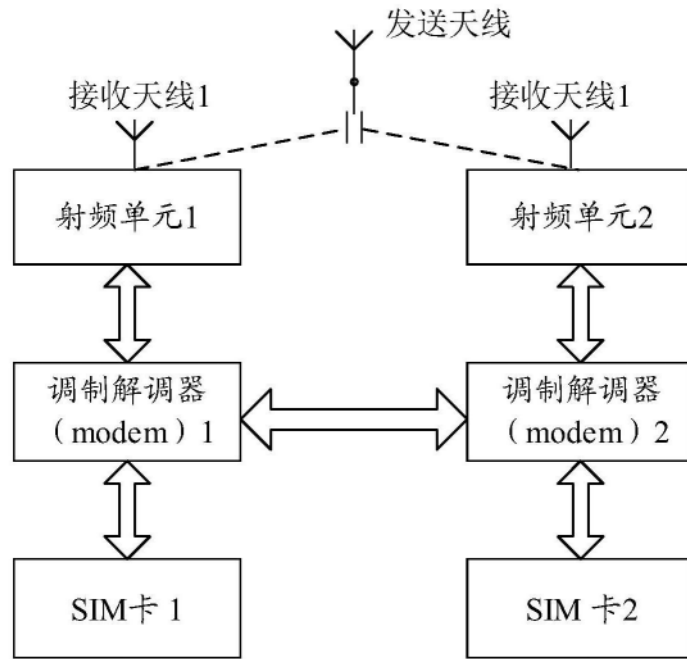 发送天线
接收天线1
接收天线1
射频单元1
射频单元2
调制解调器
（modem）1
调制解调器
（modem）2
SIM卡 1
SIM 卡2